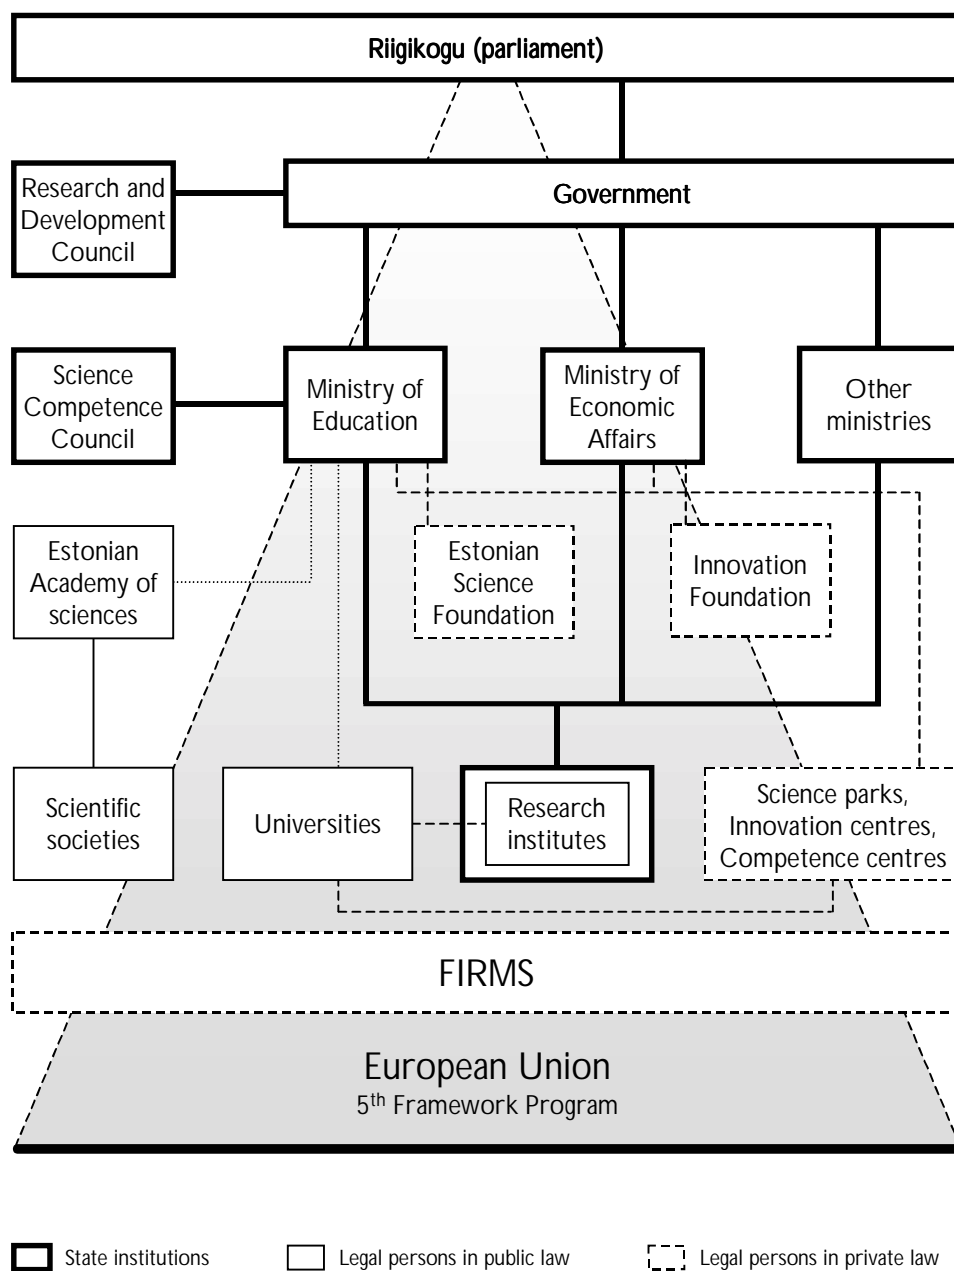 Riigikogu (parliament)
Research and
Development
Council
Government
Science
Competence
Council
Ministry of
Education
Ministry of
Economic
Affairs
Other
ministries
Estonian
Academy of
sciences
Estonian
Science
Foundation
Innovation
Foundation
Scientific
societies
Universities
Research
institutes
Science parks,
Innovation centres,
Competence centres
FIRMS
European Union
5th Framework Program
State institutions
Legal persons in public law
Legal persons in private law